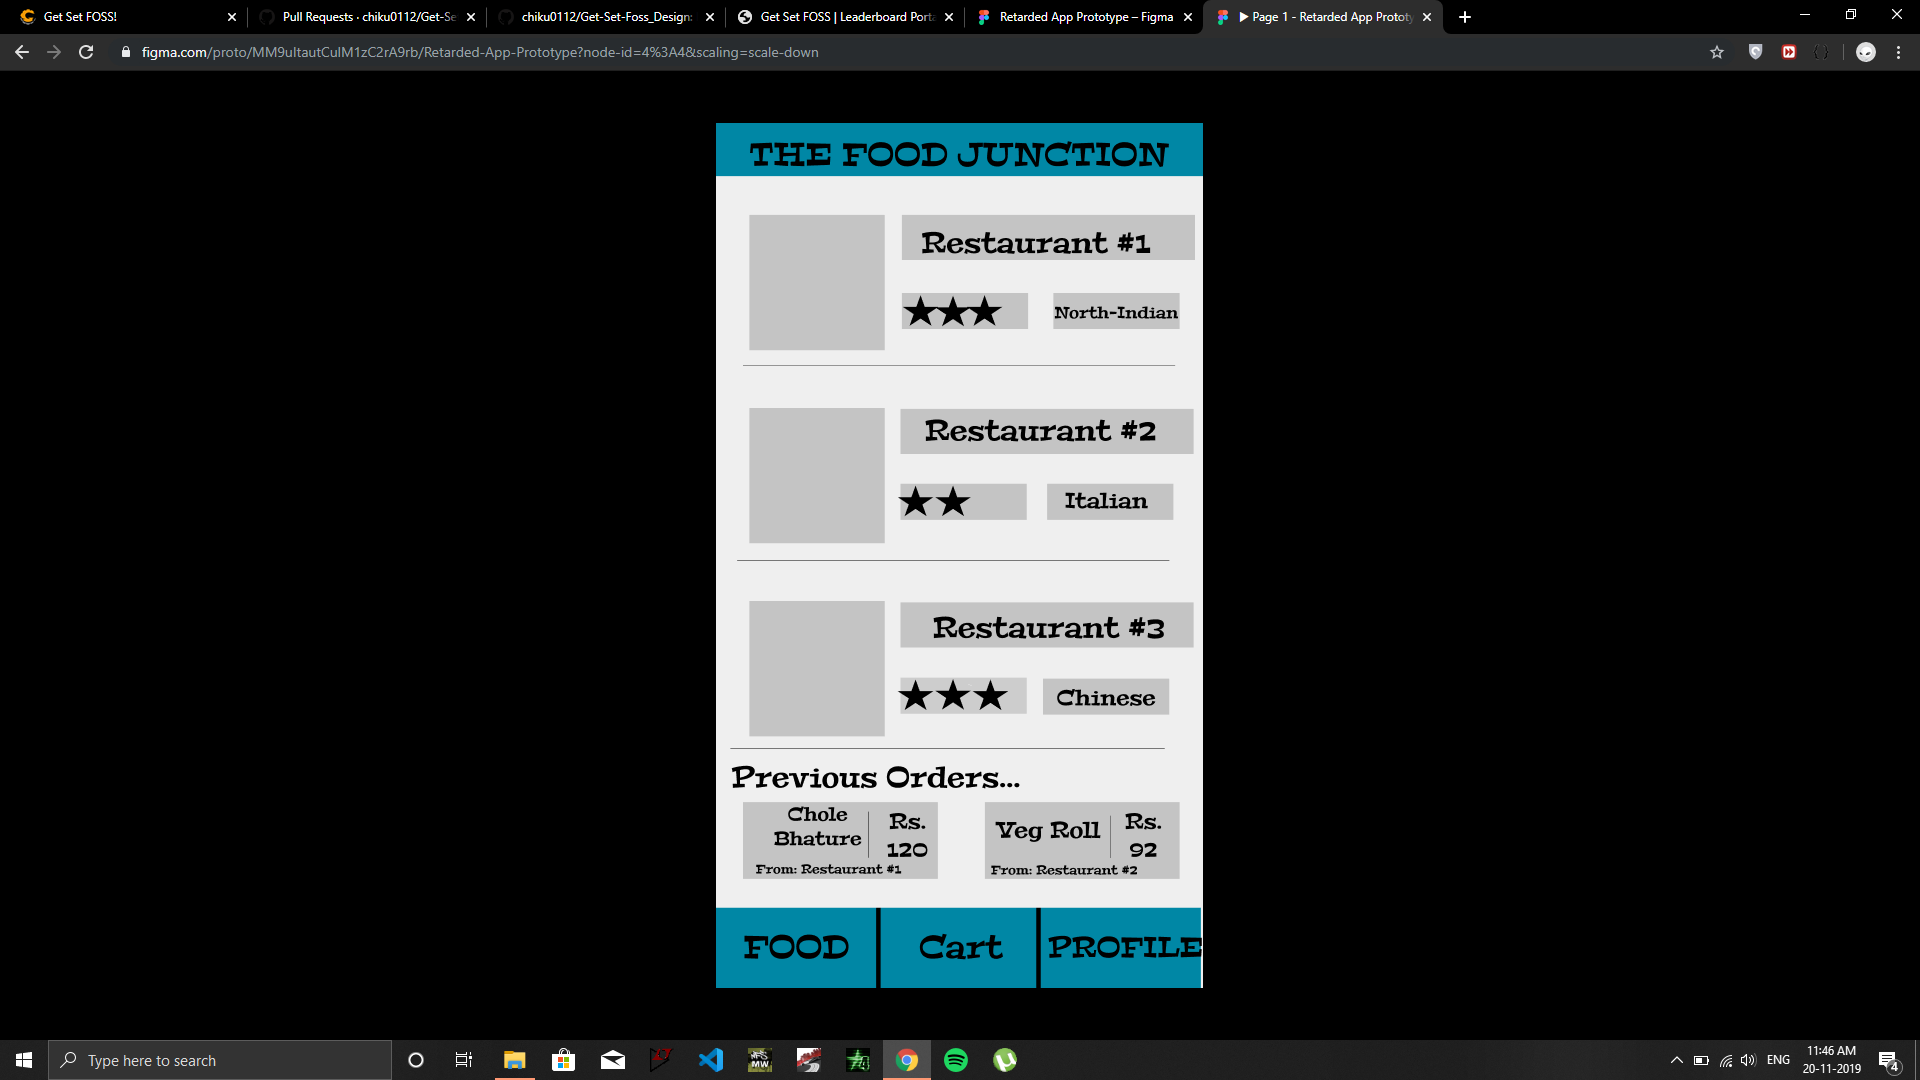 Get Set FOSS!
Pull Requests · chiku0112/Get-Se
chiku0112/Get-Set-Foss_Design:
Get Set FOSS | Leaderboard Porta
Retarded App Prototype – Figma
▶ Page 1 - Retarded App Prototy
figma.com/proto/MM9uItautCulM1zC2rA9rb/Retarded-App-Prototype?node-id=4%3A4&scaling=scale-down
THE FOOD JUNCTION
Restaurant #1
★★★ North-Indian
Restaurant #2
★★ Italian
Restaurant #3
★★★ Chinese
Previous Orders...
Chole
Bhature
Rs.
120
From: Restaurant #1
Veg Roll
Rs.
92
From: Restaurant #2
FOOD
Cart
PROFILE
Type here to search
ENG
11:46 AM
20-11-2019
4